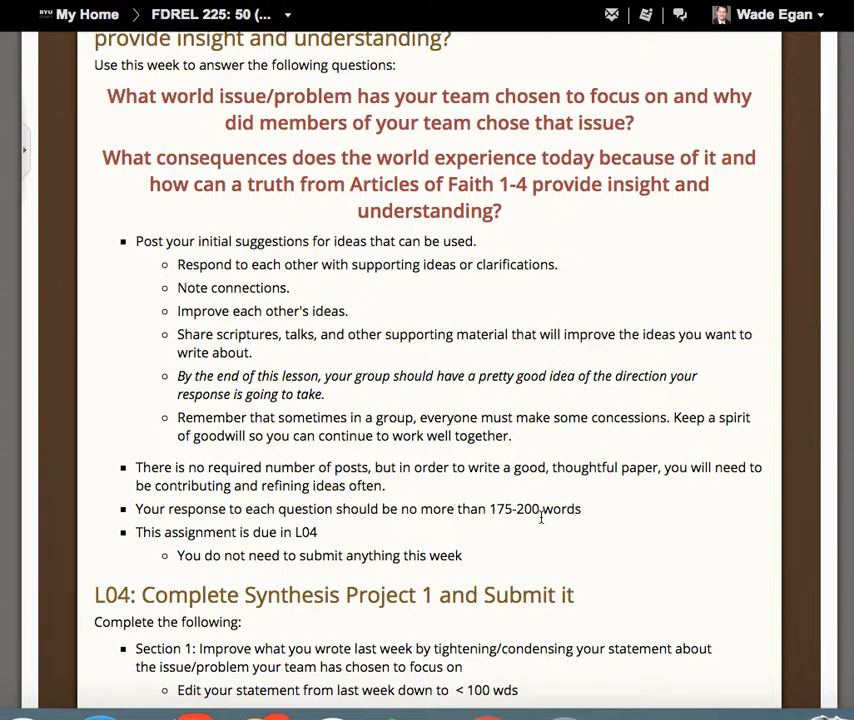 BYU My Home FDREL 225: 50 (... Wade Egan
provide insight and understanding?
Use this week to answer the following questions:
What world issue/problem has your team chosen to focus on and why
did members of your team chose that issue?
What consequences does the world experience today because of it and
how can a truth from Articles of Faith 1-4 provide insight and
understanding?
Post your initial suggestions for ideas that can be used.
Respond to each other with supporting ideas or clarifications.
Note connections.
Improve each other's ideas.
Share scriptures, talks, and other supporting material that will improve the ideas you want to
write about.
By the end of this lesson, your group should have a pretty good idea of the direction your
response is going to take.
Remember that sometimes in a group, everyone must make some concessions. Keep a spirit
of goodwill so you can continue to work well together.
There is no required number of posts, but in order to write a good, thoughtful paper, you will need to
be contributing and refining ideas often.
Your response to each question should be no more than 175-200 words
This assignment is due in L04
You do not need to submit anything this week
L04: Complete Synthesis Project 1 and Submit it
Complete the following:
Section 1: Improve what you wrote last week by tightening/condensing your statement about
the issue/problem your team has chosen to focus on
Edit your statement from last week down to < 100 wds